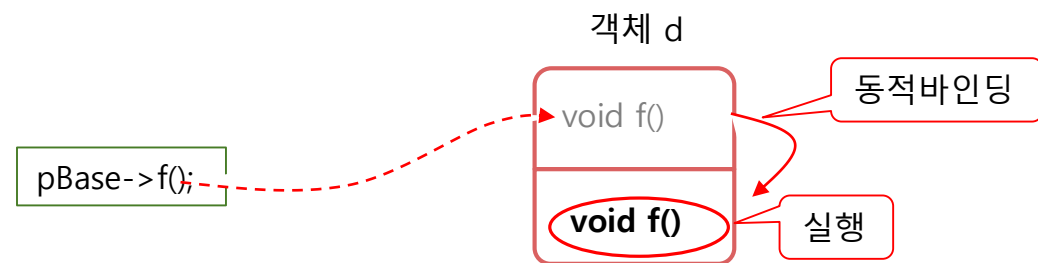 객체 d
void f()
동적바인딩
pBase->f();
void f()
실행